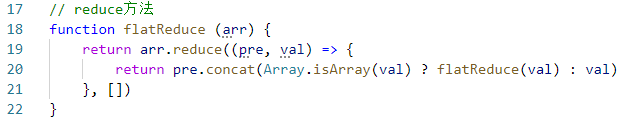 17 // reduce方法
18 function flatReduce (arr) {
19     return arr.reduce((pre, val) => {
20         return pre.concat(Array.isArray(val) ? flatReduce(val) : val)
21     }, [])
22 }